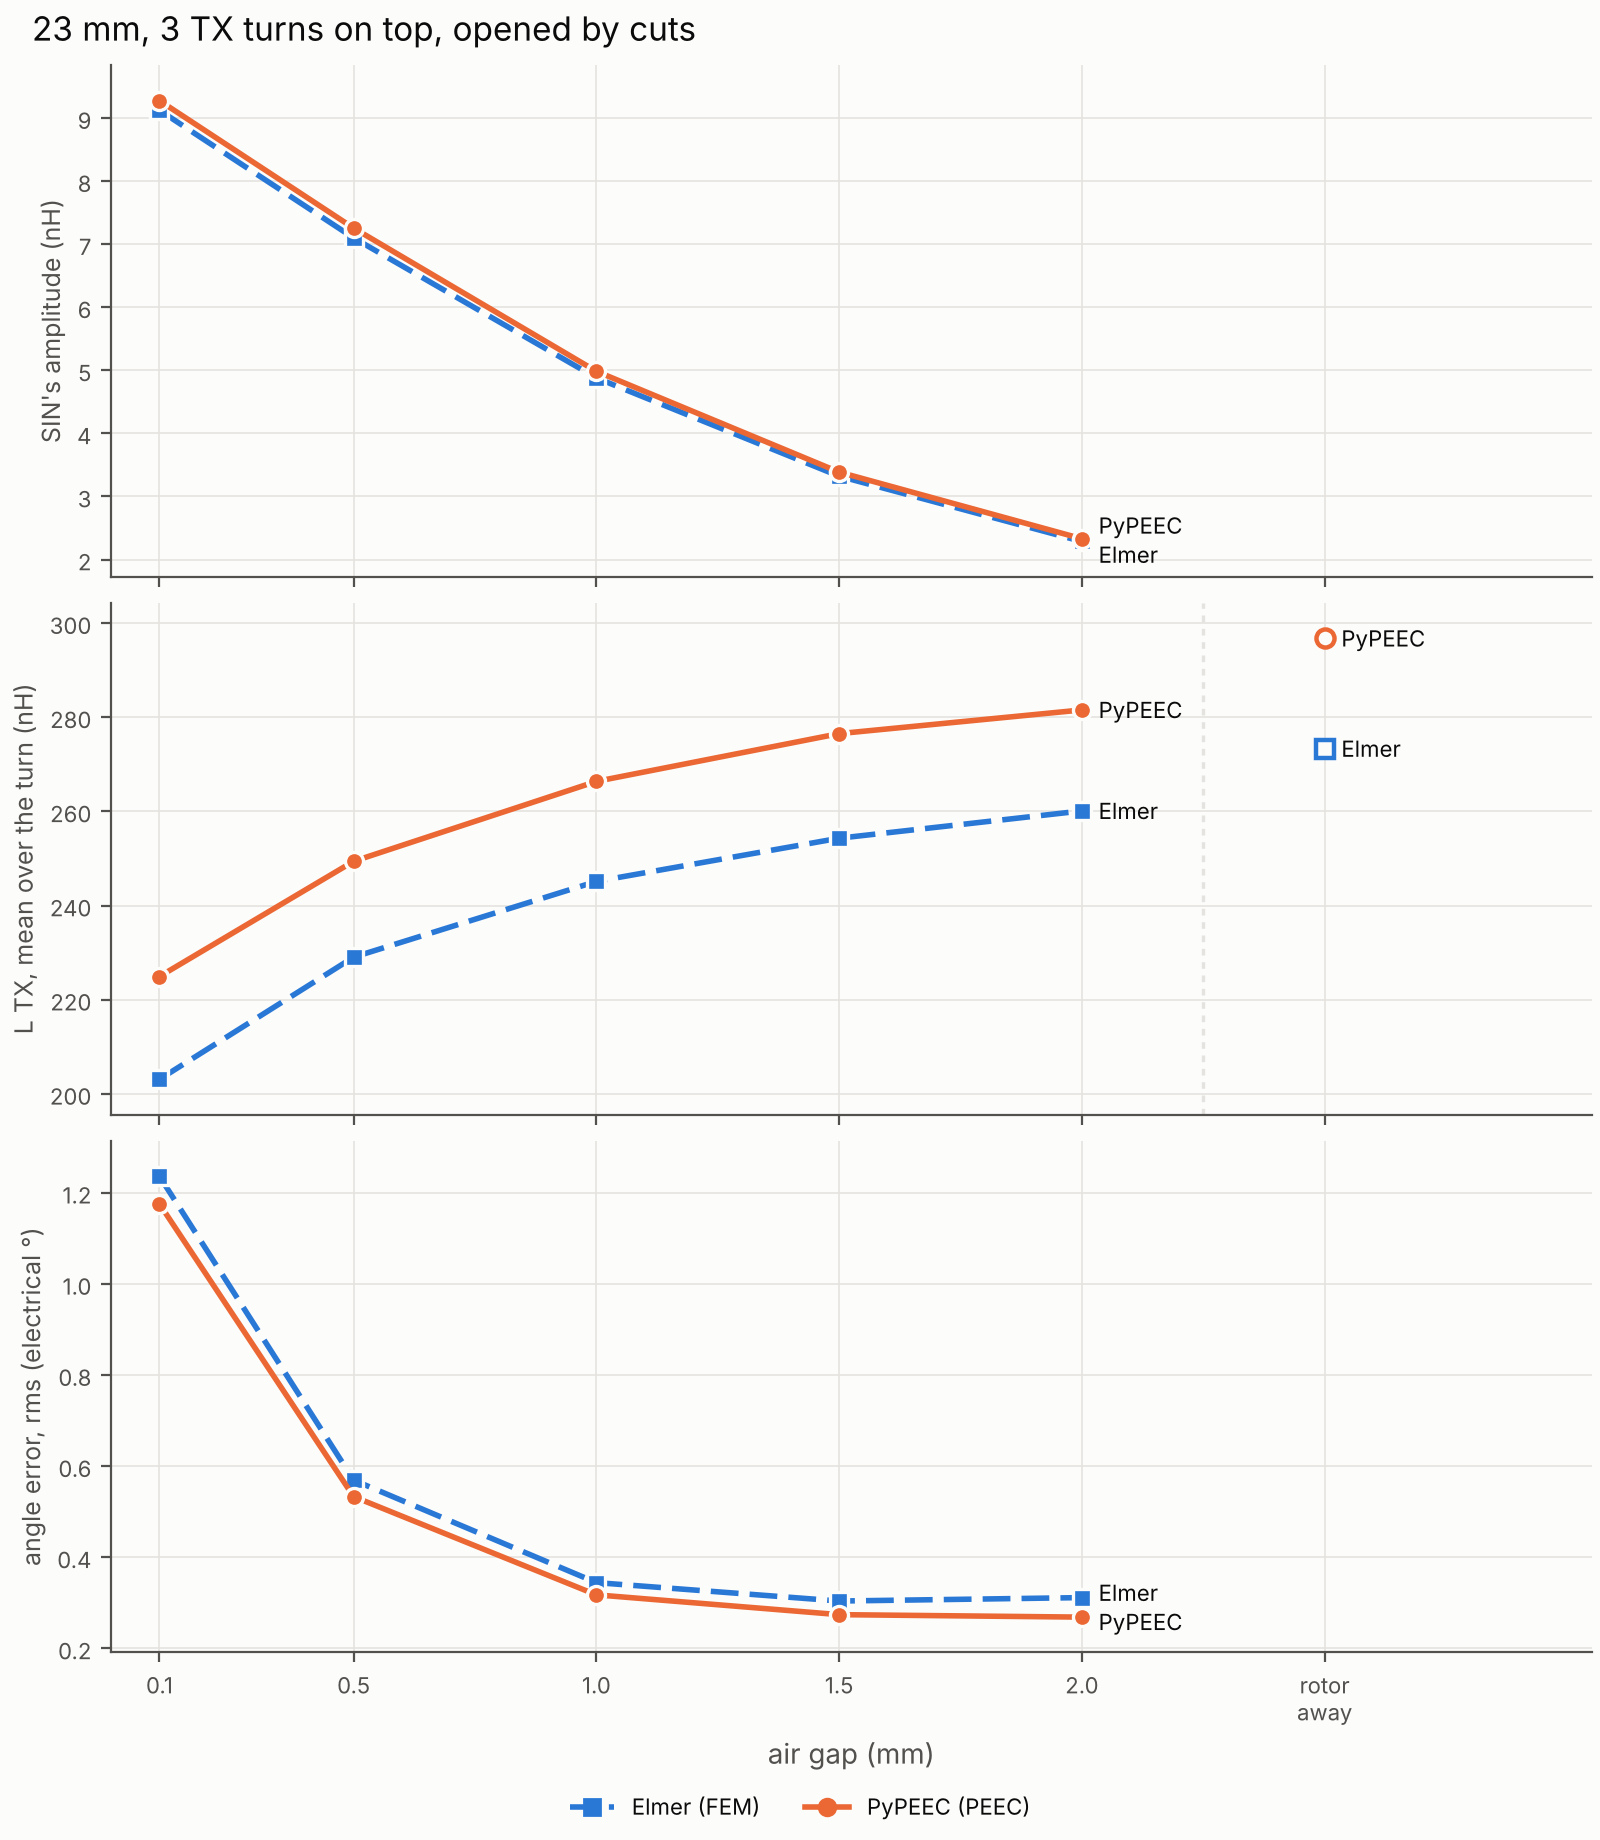 23 mm, 3 TX turns on top, opened by cuts
SIN's amplitude (nH)
9
8
7
6
5
4
3
2
PyPEEC
Elmer
L TX, mean over the turn (nH)
300
280
260
240
220
200
PyPEEC
PyPEEC
Elmer
Elmer
angle error, rms (electrical °)
1.2
1.0
0.8
0.6
0.4
0.2
Elmer
PyPEEC
0.1 0.5 1.0 1.5 2.0 rotor
away
air gap (mm)
Elmer (FEM) PyPEEC (PEEC)